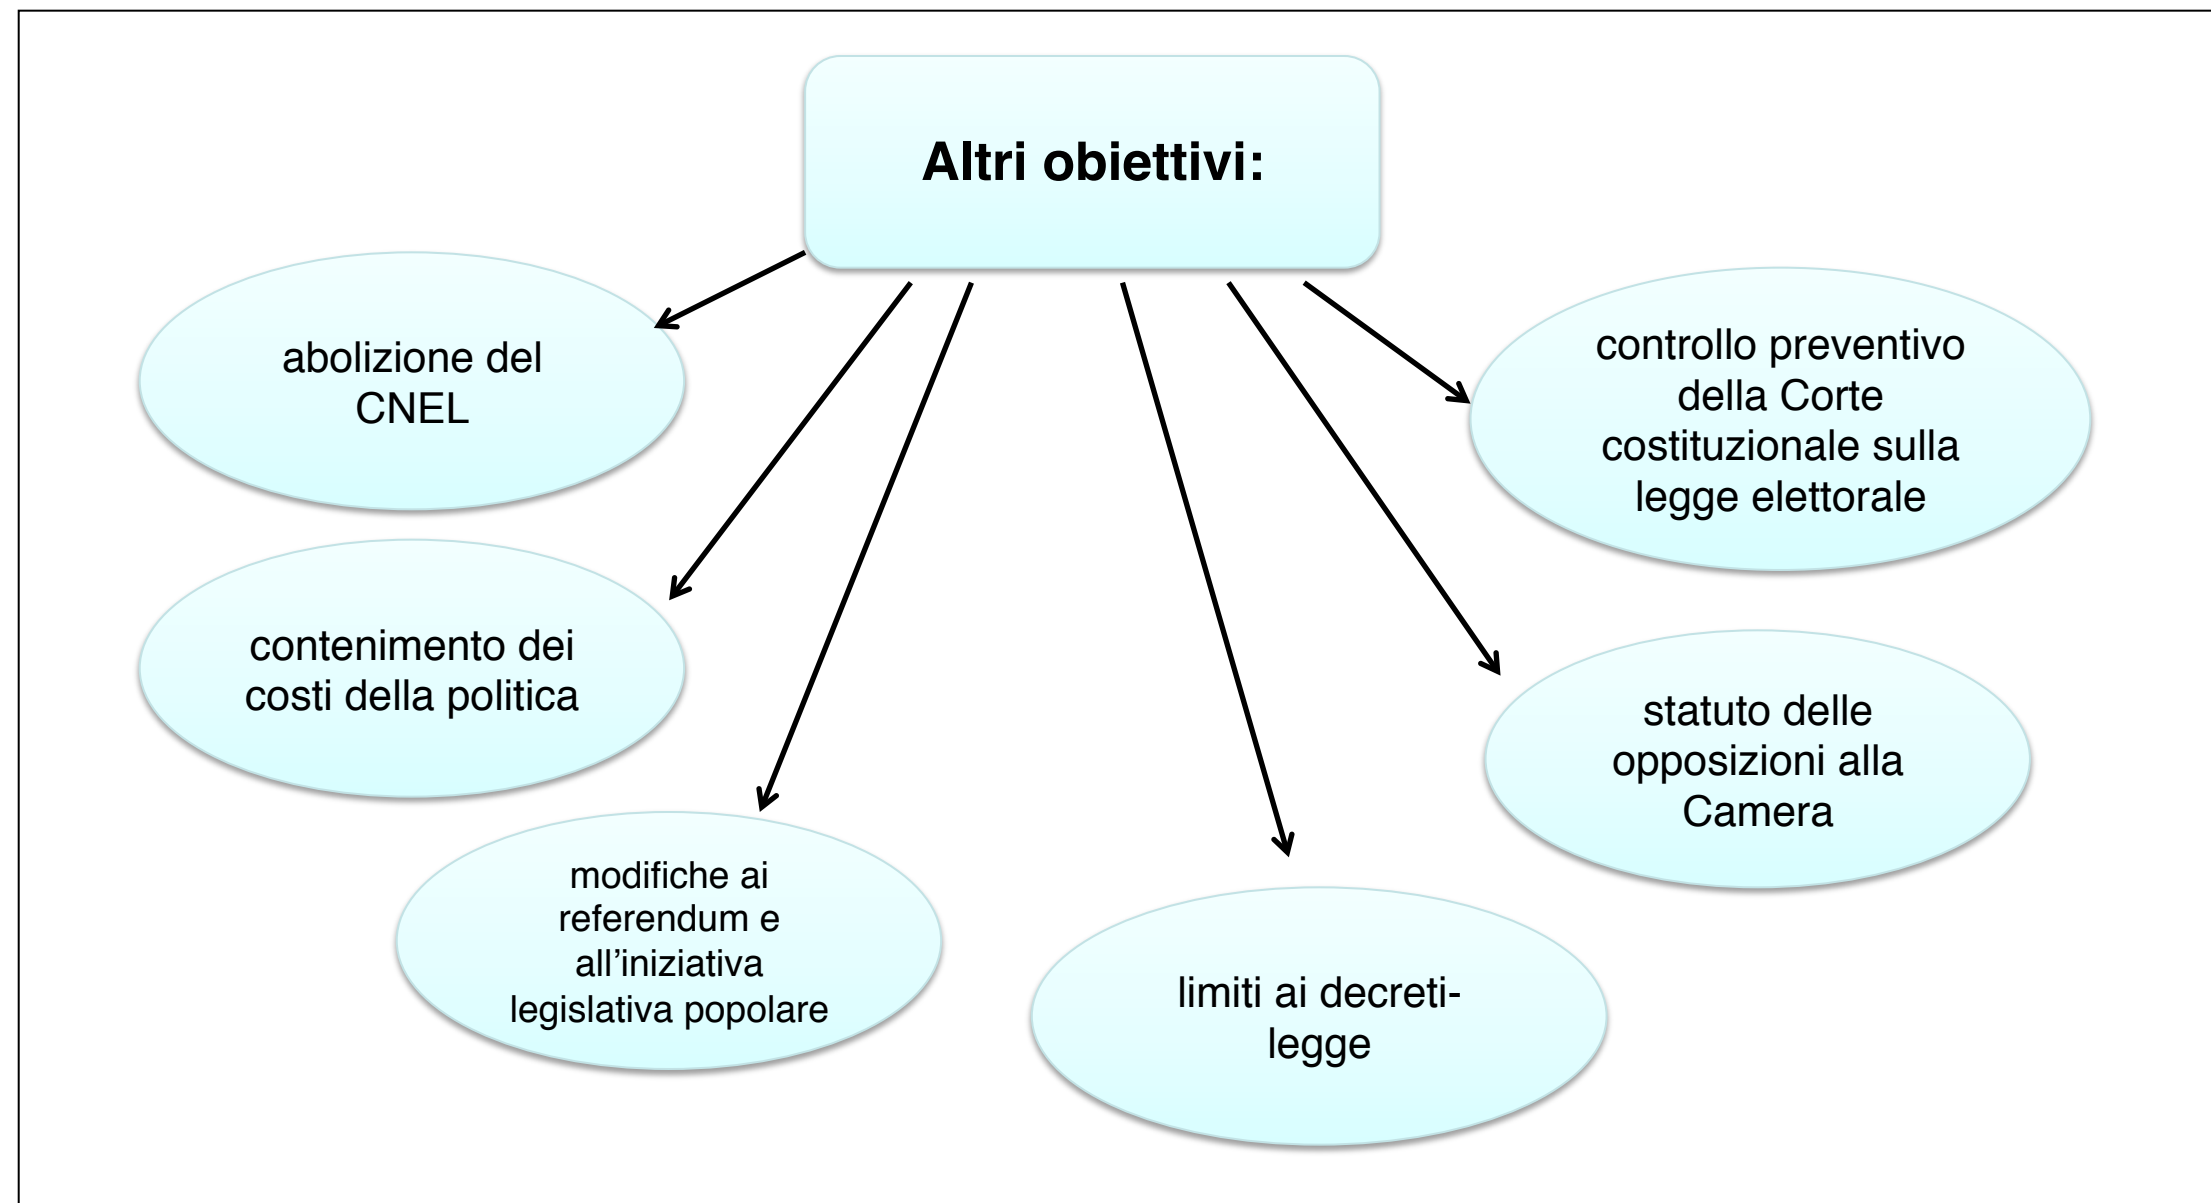 Altri obiettivi:
abolizione del
CNEL
contenimento dei
costi della politica
modifiche ai
referendum e
all’iniziativa
legislativa popolare
limiti ai decreti-
legge
statuto delle
opposizioni alla
Camera
controllo preventivo
della Corte
costituzionale sulla
legge elettorale